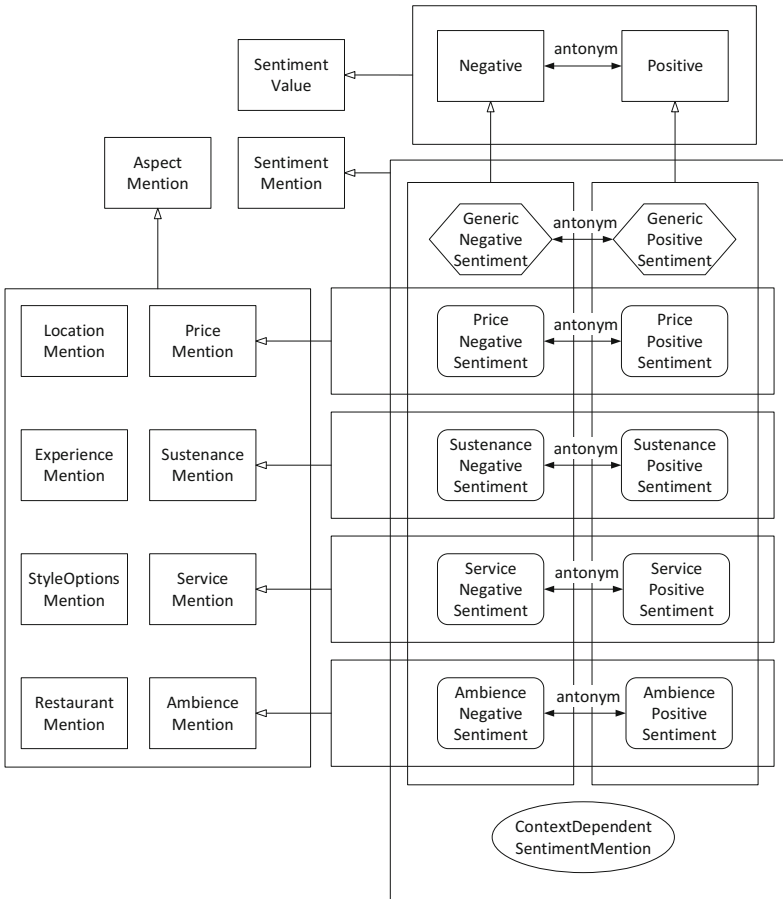 Sentiment
Value
Negative
antonym
Positive
Aspect
Mention
Sentiment
Mention
Generic
Negative
Sentiment
antonym
Generic
Positive
Sentiment
Location
Mention
Price
Mention
Price
Negative
Sentiment
antonym
Price
Positive
Sentiment
Experience
Mention
Sustenance
Mention
Sustenance
Negative
Sentiment
antonym
Sustenance
Positive
Sentiment
StyleOptions
Mention
Service
Mention
Service
Negative
Sentiment
antonym
Service
Positive
Sentiment
Restaurant
Mention
Ambience
Mention
Ambience
Negative
Sentiment
antonym
Ambience
Positive
Sentiment
ContextDependent
SentimentMention